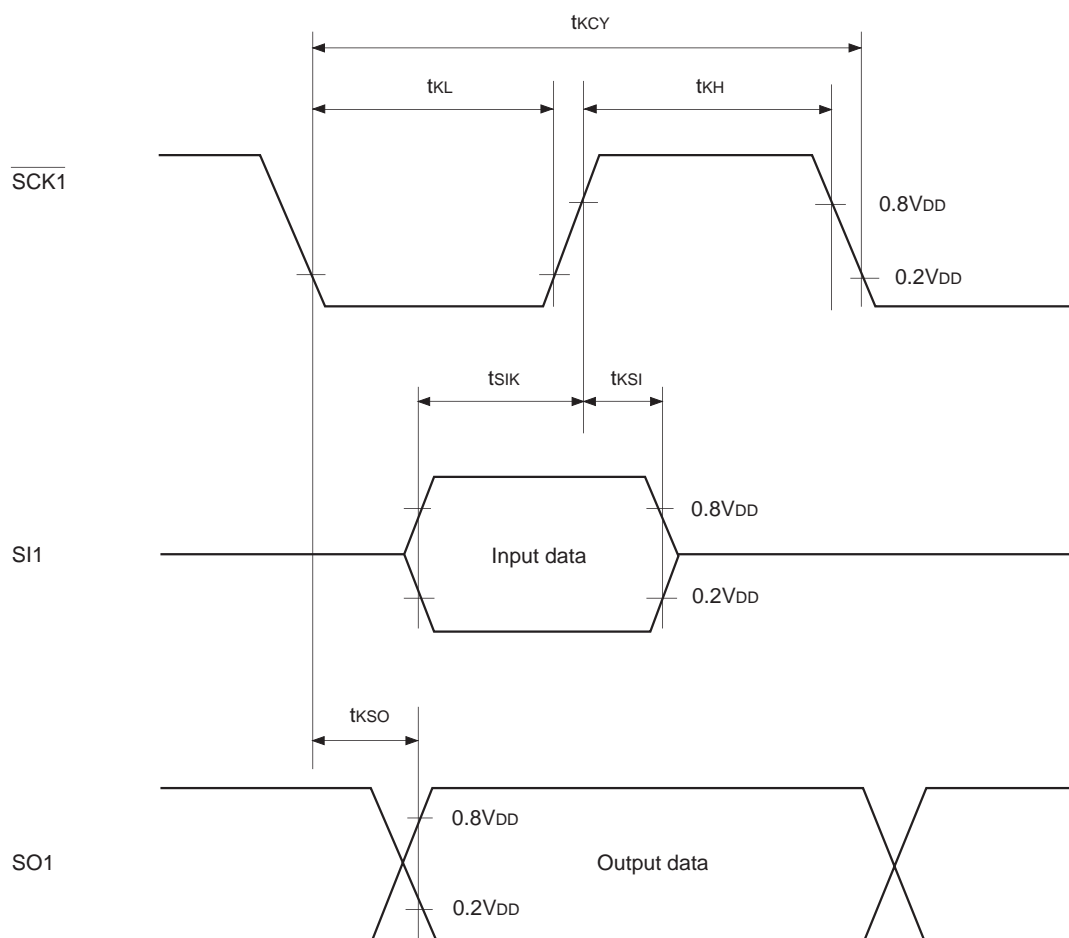 tKCY
tKL
tKH
SCK1
0.8VDD
0.2VDD
tSIK
tKSI
0.8VDD
SI1
Input data
0.2VDD
tKSO
0.8VDD
SO1
Output data
0.2VDD